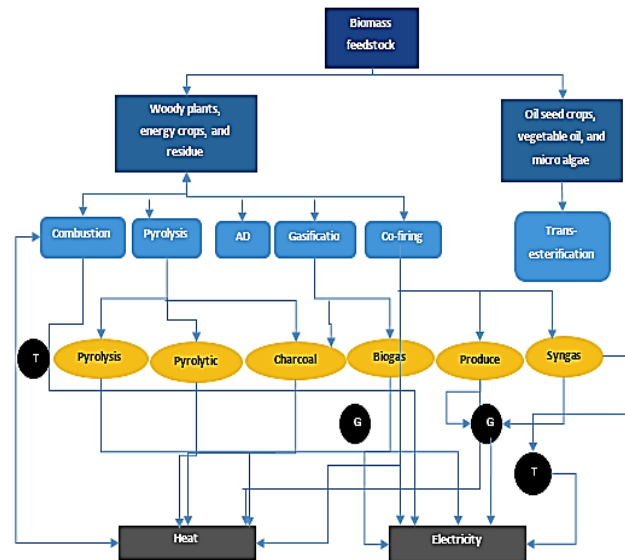 Biomass
feedstock
Woody plants,
energy crops, and
residue
Oil seed crops,
vegetable oil, and
micro algae
Combustion
Pyrolysis
AD
Gasificatio
Co-firing
Trans-
esterification
T
Pyrolysis
Pyrolytic
Charcoal
Biogas
Produce
Syngas
G
G
T
Heat
Electricity